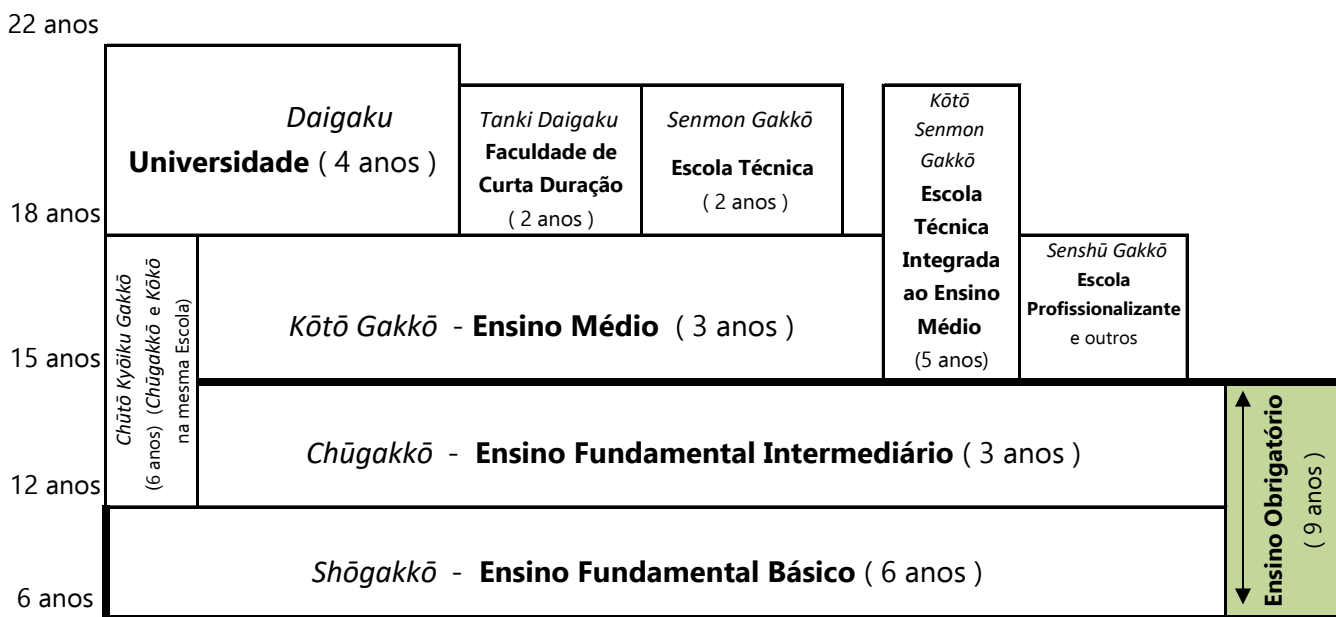 22 anos
Daigaku
Universidade ( 4 anos )
Tanki Daigaku
Faculdade de
Curta Duração
( 2 anos )
Senmon Gakkō
Escola Técnica
( 2 anos )
Kōtō
Senmon
Gakkō
Escola
Técnica
Integrada
ao Ensino
Médio
(5 anos)
18 anos
Chūtō Kyōiku Gakkō
(6 anos) (Chūgakkō e Kōkō
na mesma Escola)
Kōtō Gakkō - Ensino Médio ( 3 anos )
Senshū Gakkō
Escola
Profissionalizante
e outros
15 anos
Chūgakkō - Ensino Fundamental Intermediário ( 3 anos )
Ensino Obrigatório
( 9 anos )
12 anos
Shōgakkō - Ensino Fundamental Básico ( 6 anos )
6 anos